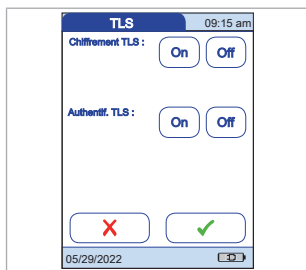 TLS 09:15 am
Chiffrement TLS :
On Off
Authentif. TLS :
On Off
05/29/2022